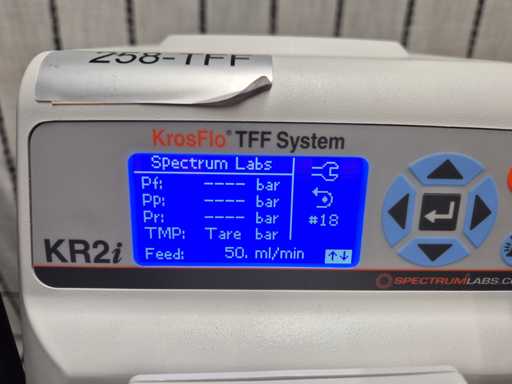 258-TFF
KrosFlo® TFF System
Spectrum Labs
Pf: ---- bar
Pp: ---- bar
Pr: ---- bar
#18
TMP: Tare bar
Feed: 50. ml/min
KR2i
SPECTRUMLABS.CO